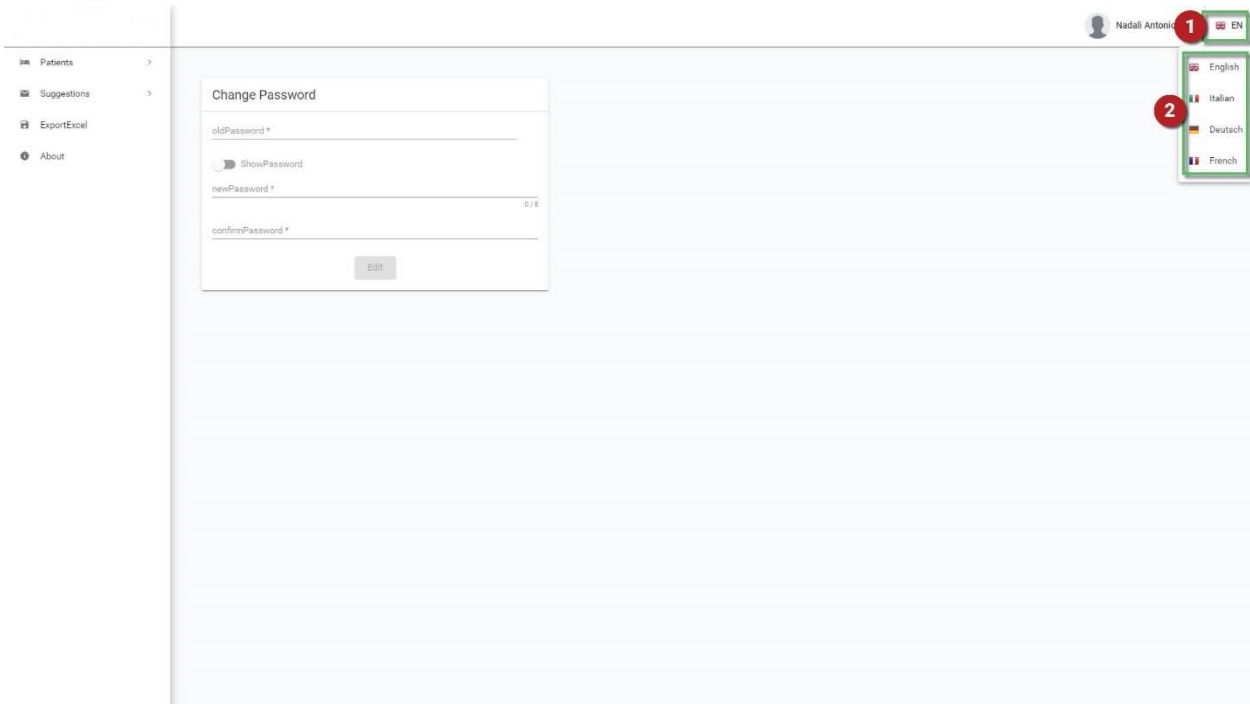 Nadali Antonio
1
EN
Patients
Suggestions
ExportExcel
About
Change Password
oldPassword *
ShowPassword
newPassword *
0 / 8
confirmPassword *
Edit
English
Italian
2
Deutsch
French